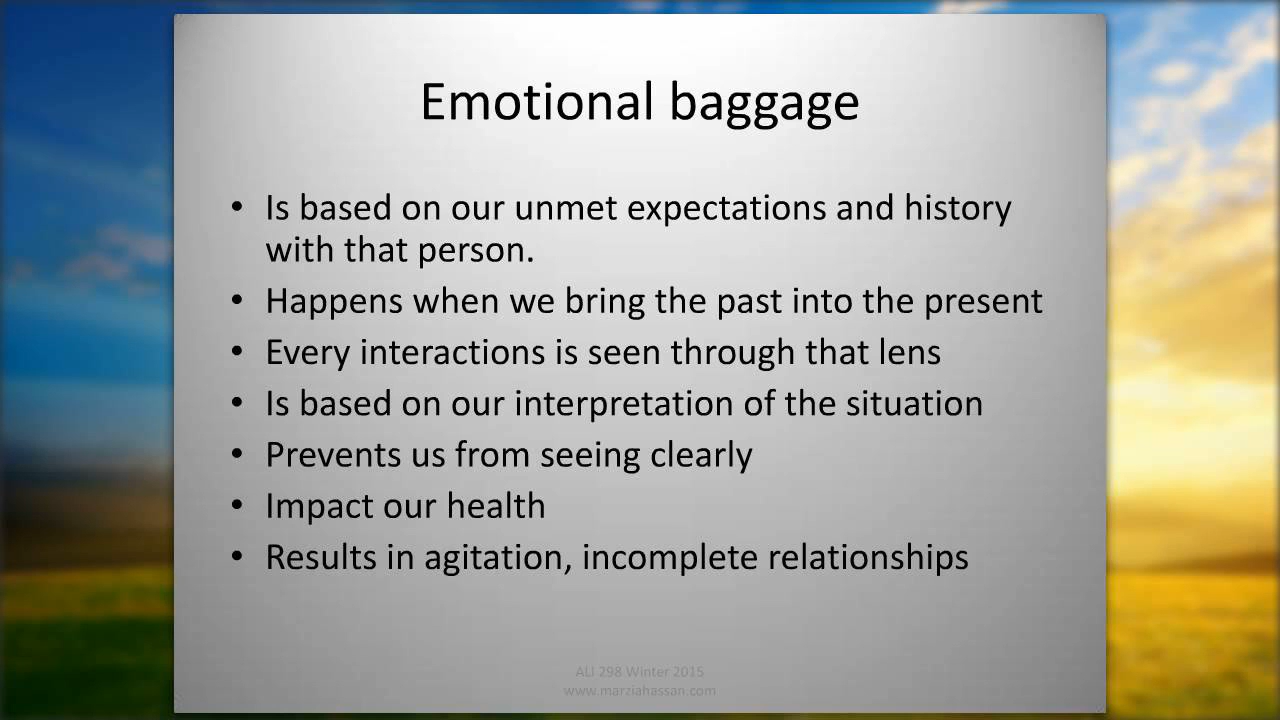 Emotional baggage
• Is based on our unmet expectations and history
with that person.
• Happens when we bring the past into the present
• Every interactions is seen through that lens
• Is based on our interpretation of the situation
• Prevents us from seeing clearly
• Impact our health
• Results in agitation, incomplete relationships
ALI 298 Winter 2015
www.marziahassan.com